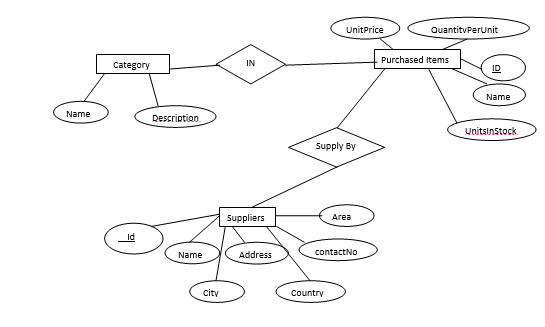 UnitPrice
QuantityPerUnit
Category
IN
Purchased Items
ID
Name
Name
Description
UnitsInStock
Supply By
Suppliers
Area
Id
Name
Address
contactNo
City
Country